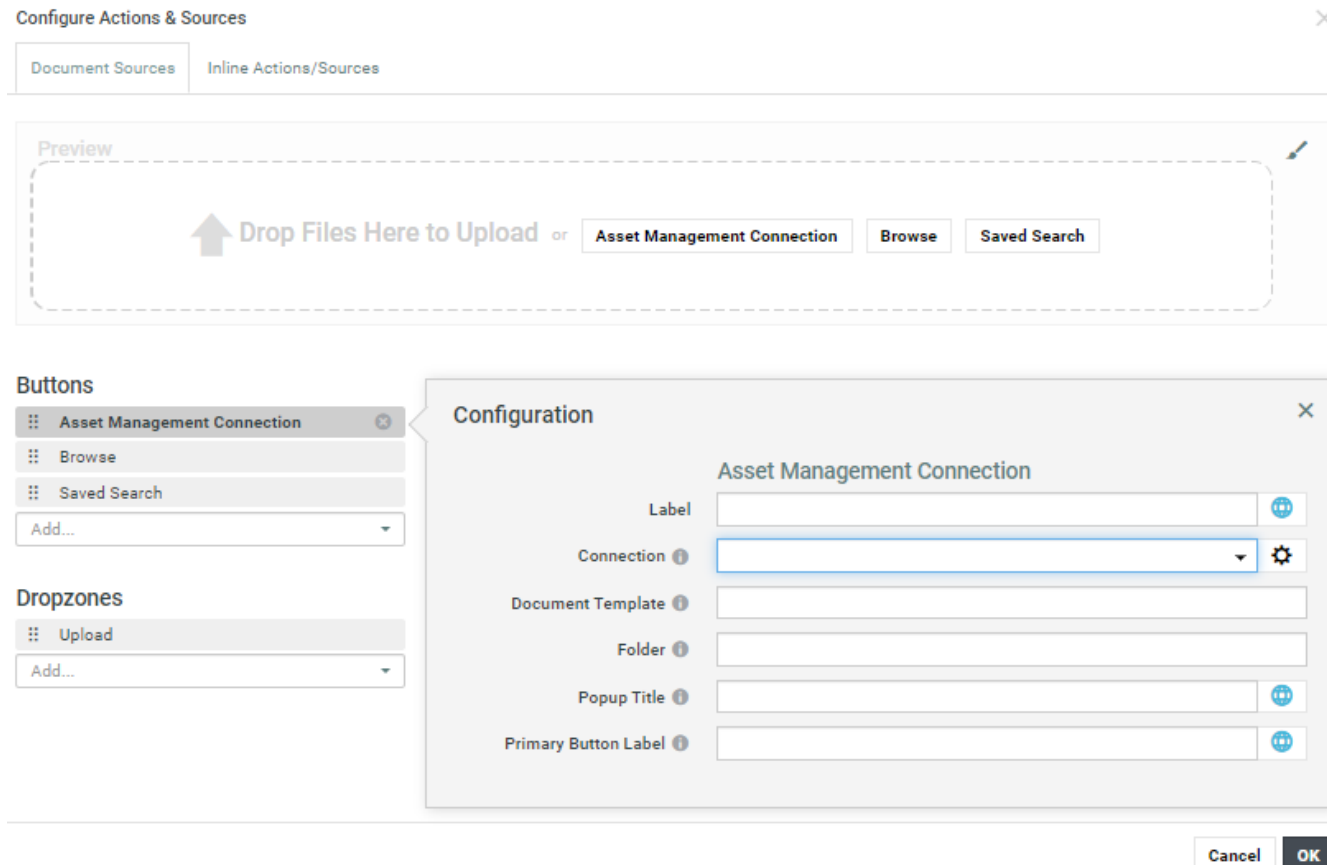 Configure Actions & Sources
Document Sources
Inline Actions/Sources
Preview
Drop Files Here to Upload or Asset Management Connection Browse Saved Search
Buttons
Asset Management Connection
Browse
Saved Search
Add...
Dropzones
Upload
Add...
Configuration
Asset Management Connection
Label
Connection
Document Template
Folder
Popup Title
Primary Button Label
Cancel
OK